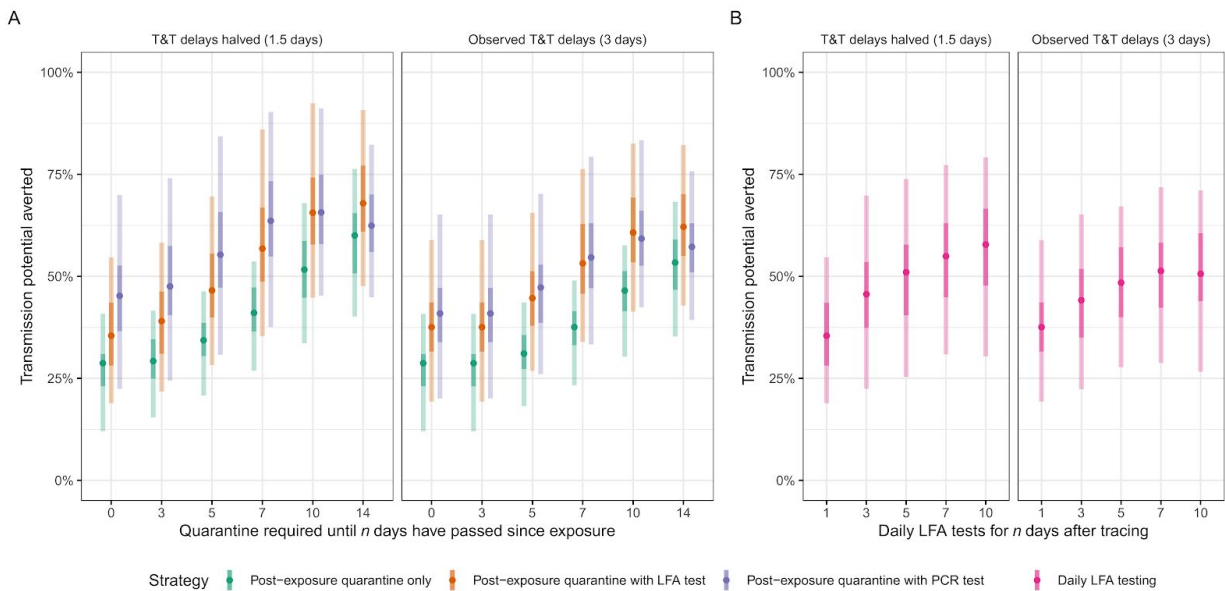 A
B
T&T delays halved (1.5 days)
Observed T&T delays (3 days)
T&T delays halved (1.5 days)
Observed T&T delays (3 days)
Transmission potential averted
100%
75%
50%
25%
0%
0 3 5 7 10 14
0 3 5 7 10 14
Quarantine required until n days have passed since exposure
Transmission potential averted
100%
75%
50%
25%
0%
1 3 5 7 10
1 3 5 7 10
Daily LFA tests for n days after tracing
Strategy
Post−exposure quarantine only
Post−exposure quarantine with LFA test
Post−exposure quarantine with PCR test
Daily LFA testing